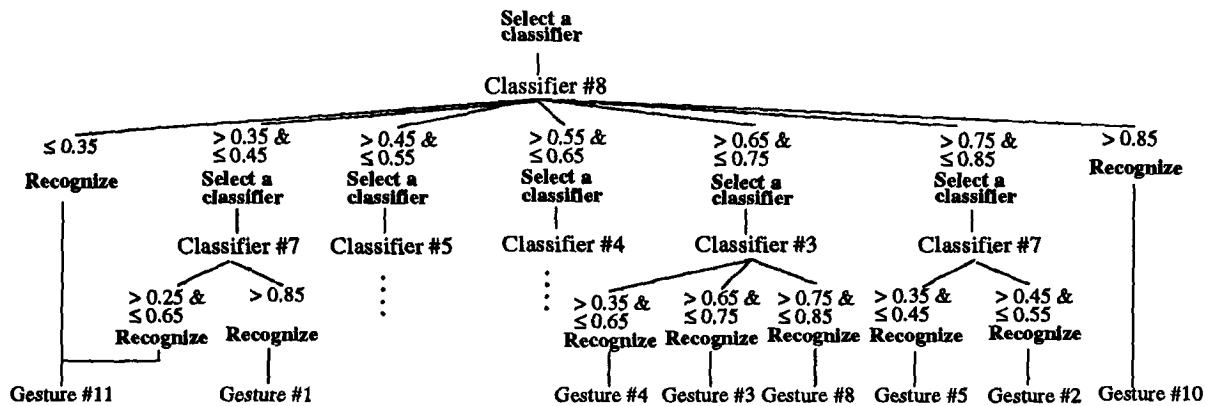 Select a
classifier
Classifier #8
≤ 0.35
> 0.35 &
≤ 0.45
> 0.45 &
≤ 0.55
> 0.55 &
≤ 0.65
> 0.65 &
≤ 0.75
> 0.75 &
≤ 0.85
> 0.85
Recognize
Select a
classifier
Select a
classifier
Select a
classifier
Select a
classifier
Select a
classifier
Recognize
Classifier #7
Classifier #5
Classifier #4
Classifier #3
Classifier #7
> 0.25 &
≤ 0.65
Recognize
> 0.85
Recognize
> 0.35 &
≤ 0.65
Recognize
> 0.65 &
≤ 0.75
Recognize
> 0.75 &
≤ 0.85
Recognize
> 0.35 &
≤ 0.45
Recognize
> 0.45 &
≤ 0.55
Recognize
Gesture #11
Gesture #1
Gesture #4
Gesture #3
Gesture #8
Gesture #5
Gesture #2
Gesture #10